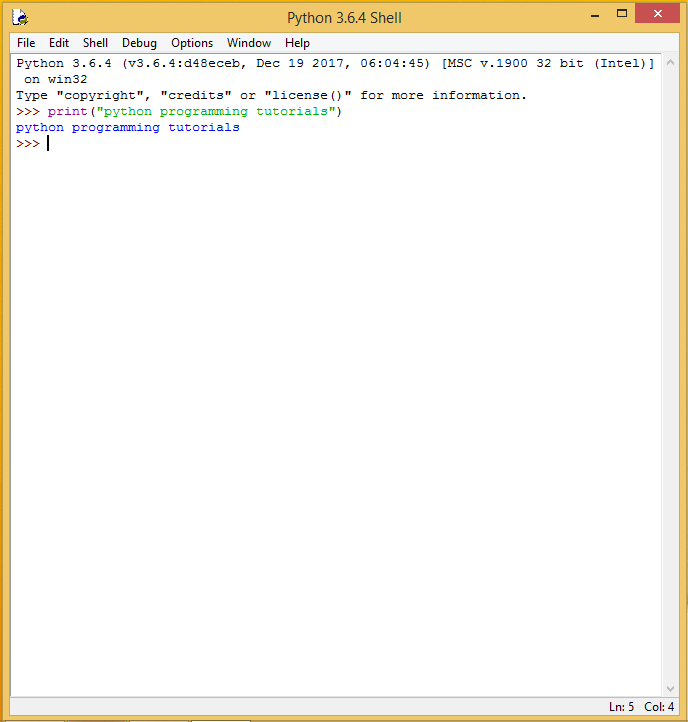 Python 3.6.4 Shell
File Edit Shell Debug Options Window Help
Python 3.6.4 (v3.6.4:d48eceb, Dec 19 2017, 06:04:45) [MSC v.1900 32 bit (Intel)]
on win32
Type "copyright", "credits" or "license()" for more information.
>>> print("python programming tutorials")
python programming tutorials
>>>
Ln: 5 Col: 4